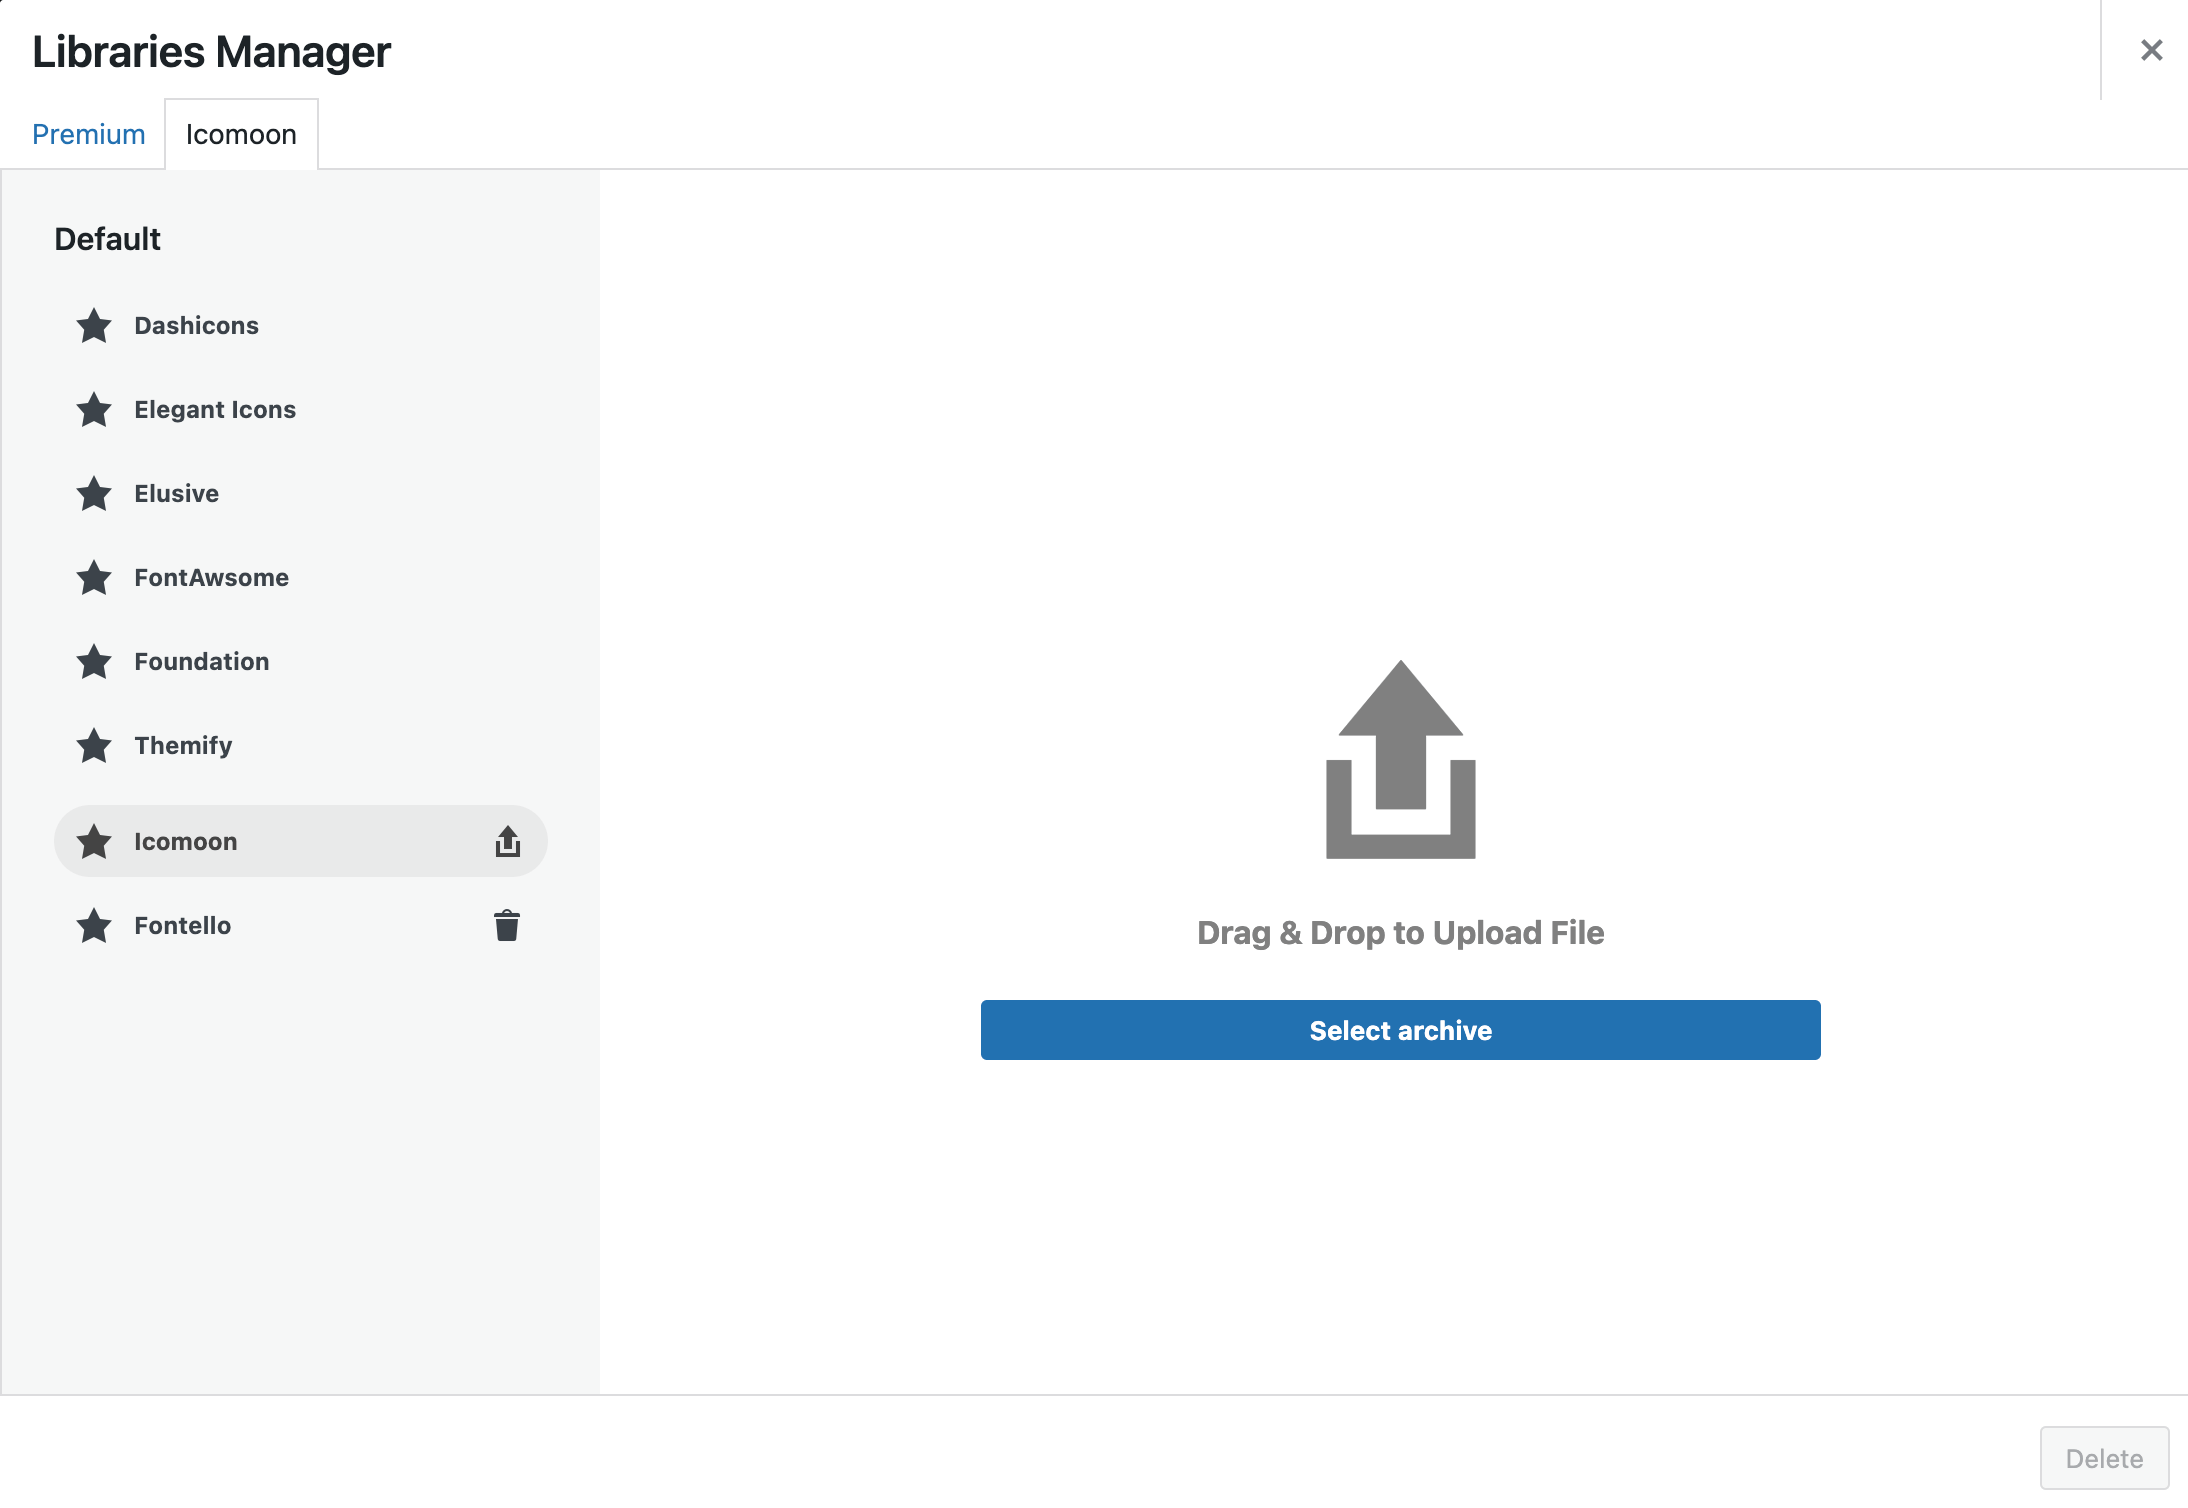 Libraries Manager
Premium
Icomoon
Default
Dashicons
Elegant Icons
Elusive
FontAwsome
Foundation
Themify
Icomoon
Fontello
Drag & Drop to Upload File
Select archive
Delete